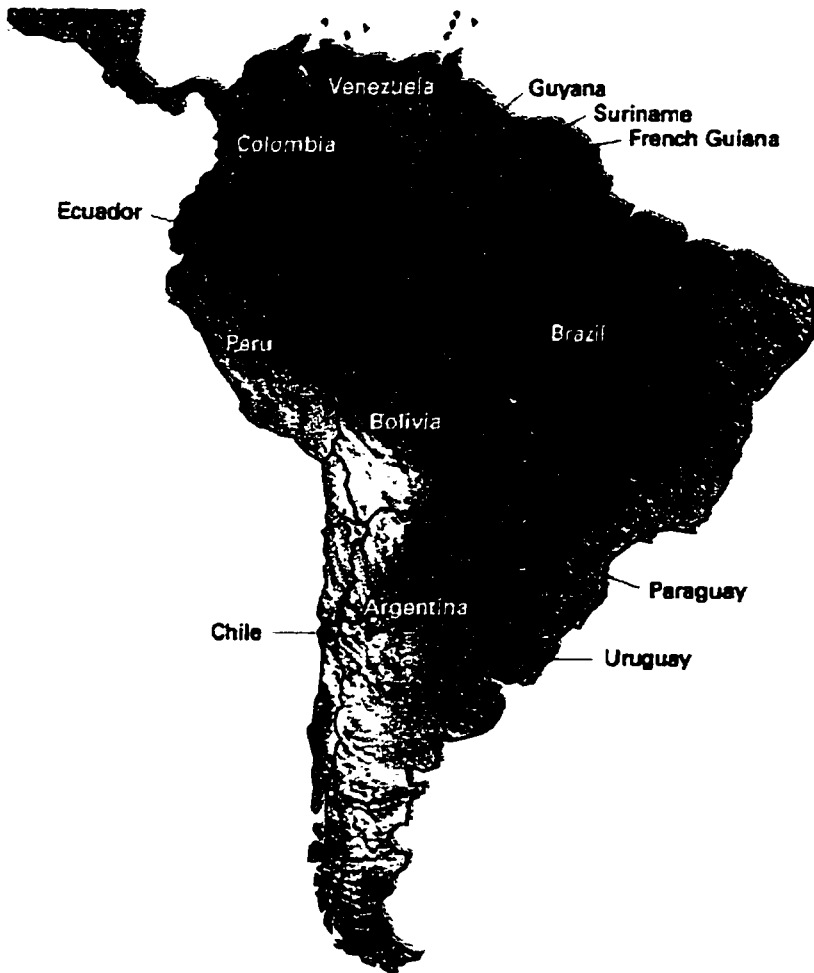 Venezuela
Guyana
Suriname
French Guiana
Colombia
Ecuador
Peru
Brazil
Bolivia
Paraguay
Argentina
Chile
Uruguay